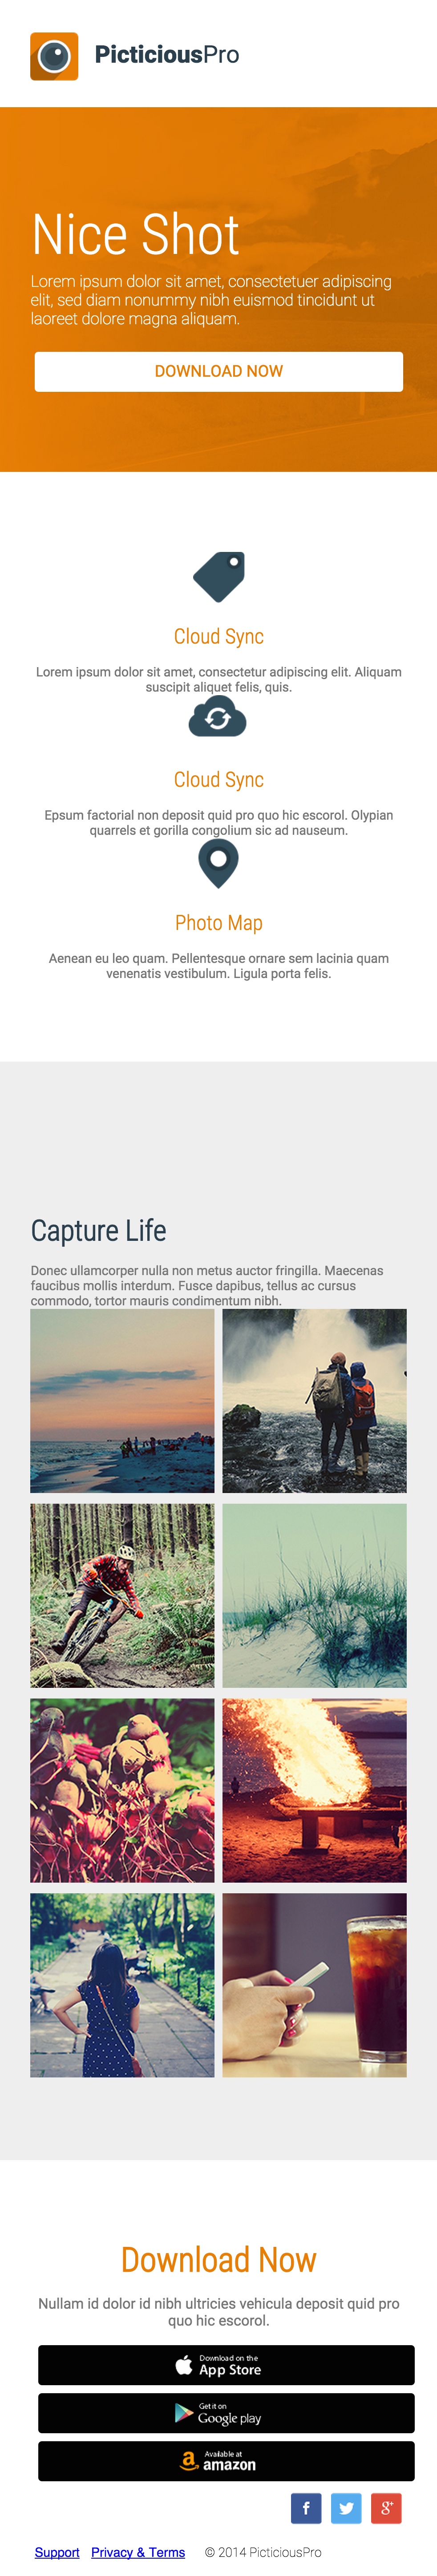 PicticiousPro
Nice Shot
Lorem ipsum dolor sit amet, consectetuer adipiscing
elit, sed diam nonummy nibh euismod tincidunt ut
laoreet dolore magna aliquam.
DOWNLOAD NOW
Cloud Sync
Lorem ipsum dolor sit amet, consectetur adipiscing elit. Aliquam
suscipit aliquet felis, quis.
Cloud Sync
Epsum factorial non deposit quid pro quo hic escorol. Olypian
quarrels et gorilla congolium sic ad nauseum.
Photo Map
Aenean eu leo quam. Pellentesque ornare sem lacinia quam
venenatis vestibulum. Ligula porta felis.
Capture Life
Donec ullamcorper nulla non metus auctor fringilla. Maecenas
faucibus mollis interdum. Fusce dapibus, tellus ac cursus
commodo, tortor mauris condimentum nibh.
Download Now
Nullam id dolor id nibh ultricies vehicula deposit quid pro
quo hic escorol.
Download on the
App Store
Get it on
Google play
Available at
amazon
f g+
Support Privacy & Terms © 2014 PicticiousPro